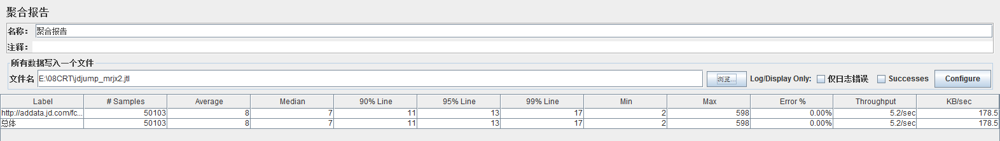 聚合报告
名称： 聚合报告
注释：
所有数据写入一个文件
文件名 E:\08CRT\jdjump_mrjx2.jtl 浏览... Log/Display Only: 仅日志错误 Successes Configure
Label # Samples Average Median 90% Line 95% Line 99% Line Min Max Error % Throughput KB/sec
http://addata.jd.com/fc... 50103 8 7 11 13 17 2 598 0.00% 5.2/sec 178.5
总体 50103 8 7 11 13 17 2 598 0.00% 5.2/sec 178.5